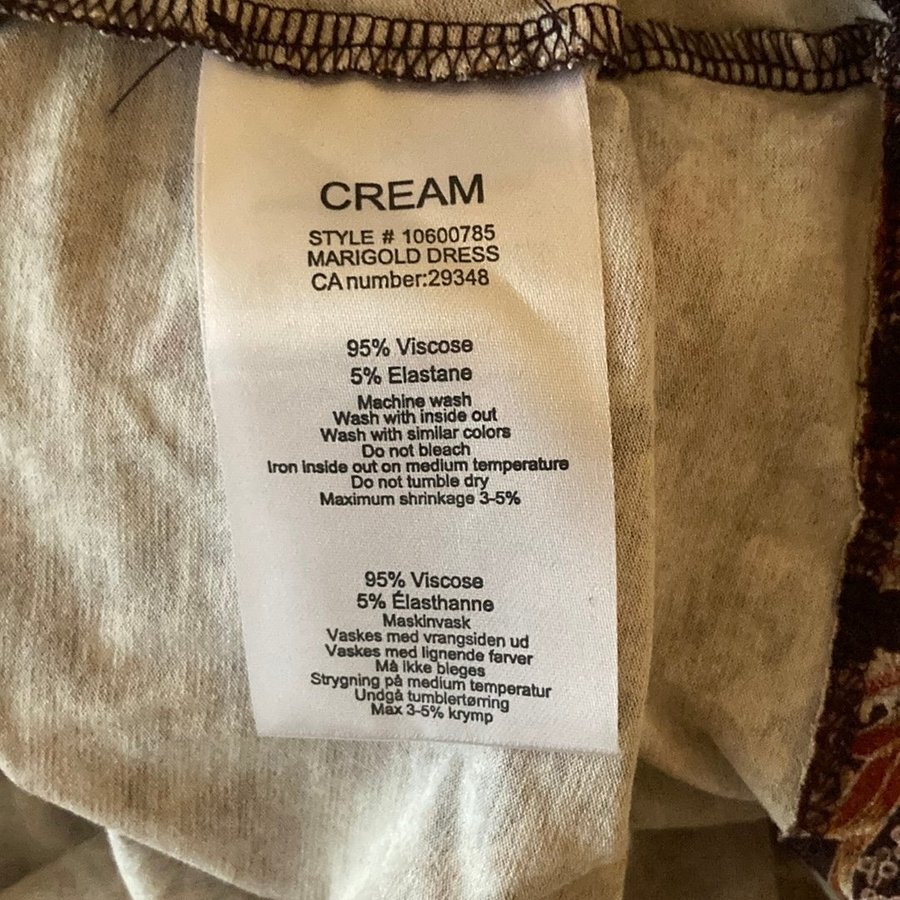 CREAM
STYLE # 10600785
MARIGOLD DRESS
CA number:29348
95% Viscose
5% Elastane
Machine wash
Wash with inside out
Wash with similar colors
Do not bleach
Iron inside out on medium temperature
Do not tumble dry
Maximum shrinkage 3-5%
95% Viscose
5% Élasthanne
Maskinvask
Vaskes med vrangsiden ud
Vaskes med lignende farver
Må ikke bleges
Strygning på medium temperatur
Undgå tumblertørring
Max 3-5% krymp